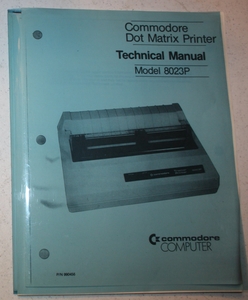 Commodore
Dot Matrix Printer
Technical Manual
Model 8023P
commodore
COMPUTER